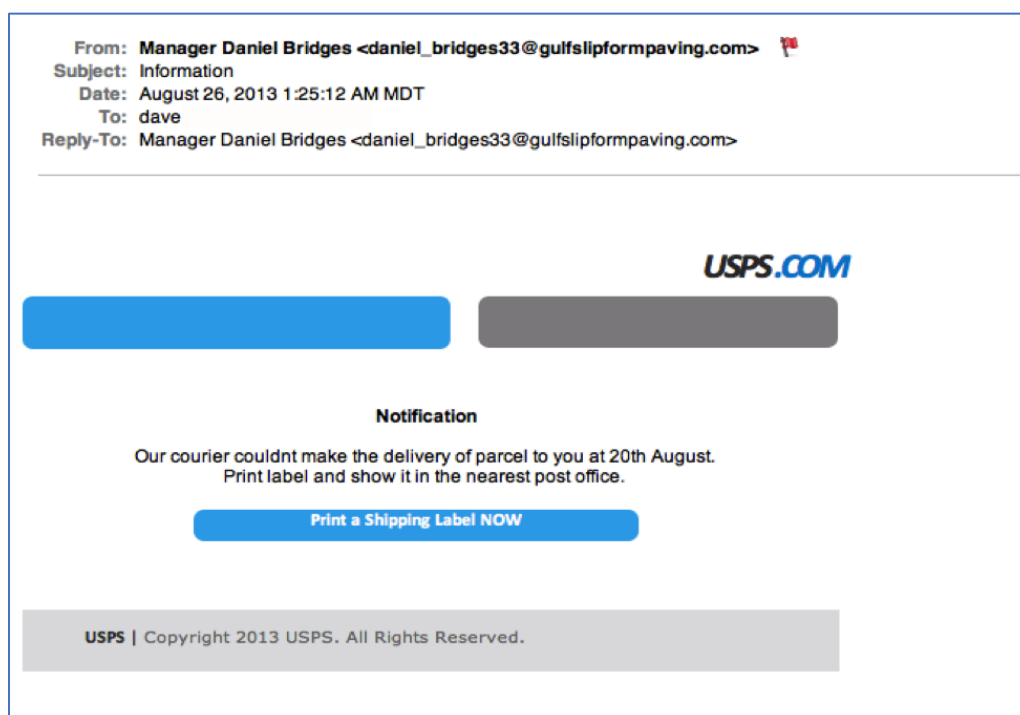 From: Manager Daniel Bridges <daniel_bridges33@gulfslipformpaving.com>
Subject: Information
Date: August 26, 2013 1:25:12 AM MDT
To: dave
Reply-To: Manager Daniel Bridges <daniel_bridges33@gulfslipformpaving.com>
USPS.COM
Notification
Our courier couldnt make the delivery of parcel to you at 20th August.
Print label and show it in the nearest post office.
Print a Shipping Label NOW
USPS | Copyright 2013 USPS. All Rights Reserved.